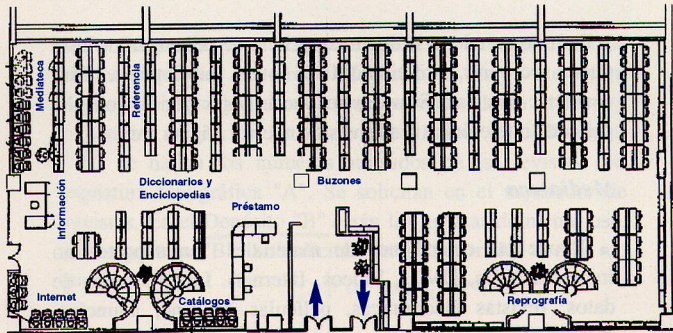 Mediateca
Referencia
Información
Diccionarios y
Enciclopedias
Buzones
Préstamo
Internet
Catálogos
Reprografía